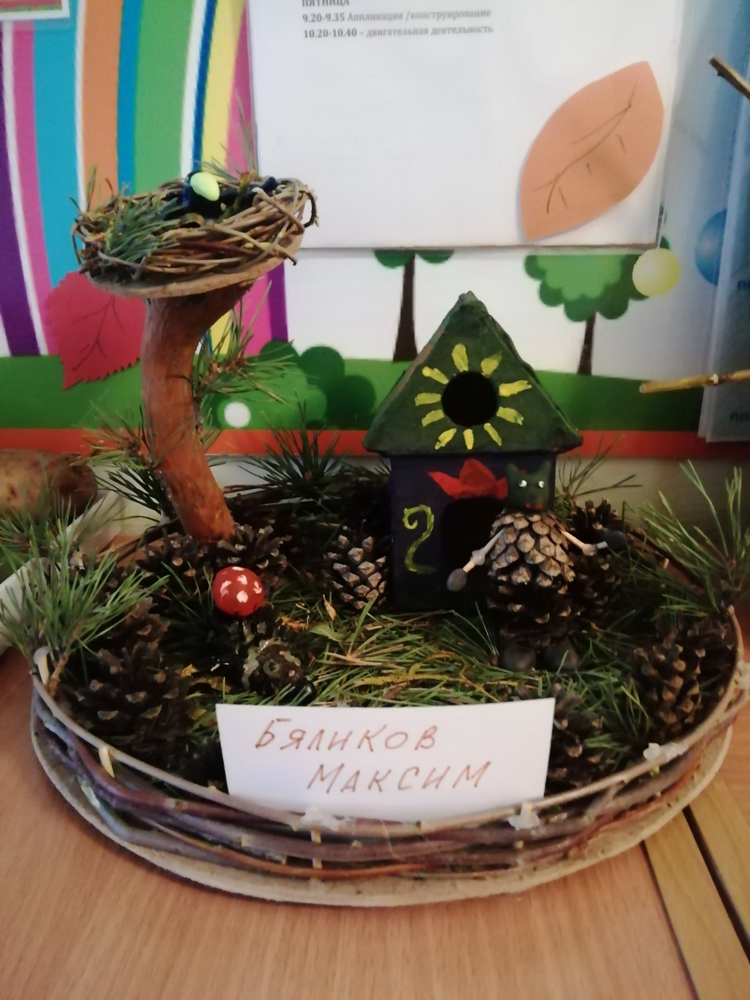 ПЯТНИЦА
9.20-9.35 Аппликация /конструирование
10.20-10.40 – двигательная деятельность
Бяликов
Максим